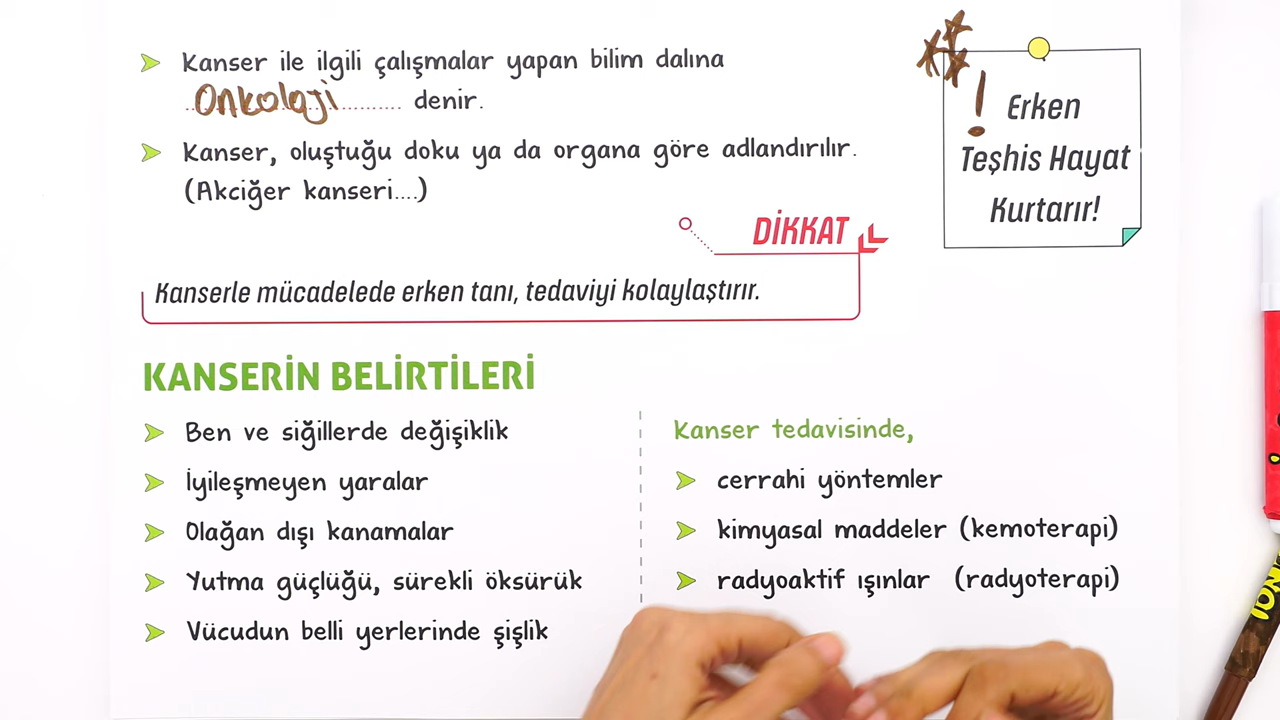 Kanser ile ilgili çalışmalar yapan bilim dalına
Onkoloji denir.
Kanser, oluştuğu doku ya da organa göre adlandırılır.
(Akciğer kanseri....)
!
Erken
Teşhis Hayat
Kurtarır!
DİKKAT
Kanserle mücadelede erken tanı, tedaviyi kolaylaştırır.
KANSERİN BELİRTİLERİ
Ben ve siğillerde değişiklik
İyileşmeyen yaralar
Olağan dışı kanamalar
Yutma güçlüğü, sürekli öksürük
Vücudun belli yerlerinde şişlik
Kanser tedavisinde,
cerrahi yöntemler
kimyasal maddeler (kemoterapi)
radyoaktif ışınlar (radyoterapi)